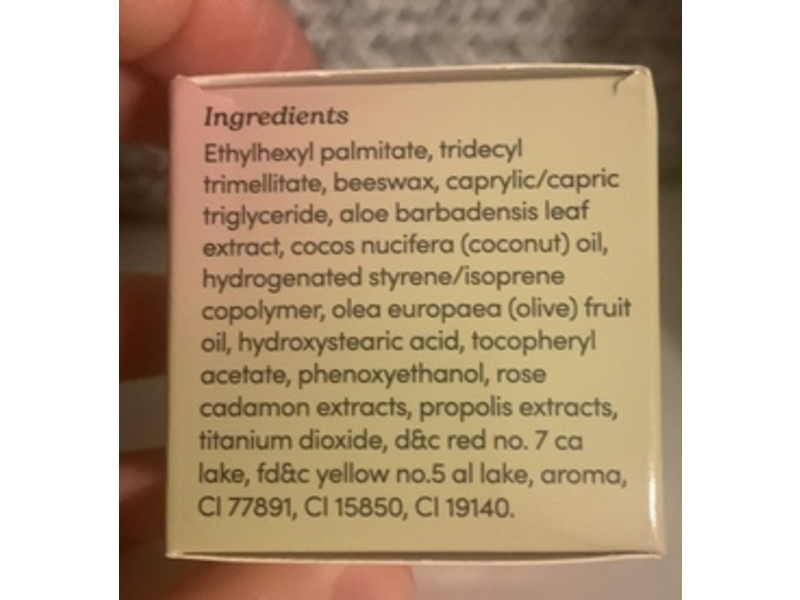 Ingredients
Ethylhexyl palmitate, tridecyl
trimellitate, beeswax, caprylic/capric
triglyceride, aloe barbadensis leaf
extract, cocos nucifera (coconut) oil,
hydrogenated styrene/isoprene
copolymer, olea europaea (olive) fruit
oil, hydroxystearic acid, tocopheryl
acetate, phenoxyethanol, rose
cadamon extracts, propolis extracts,
titanium dioxide, d&c red no. 7 ca
lake, fd&c yellow no.5 al lake, aroma,
CI 77891, CI 15850, CI 19140.